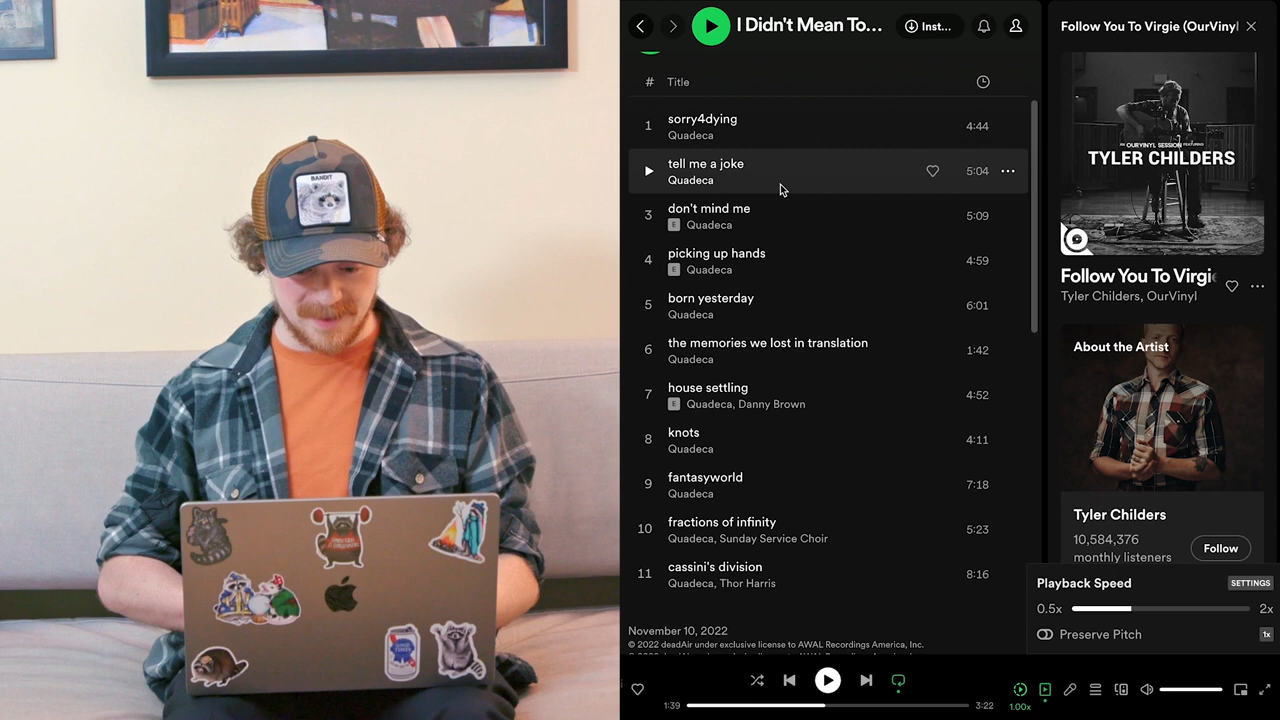 BANDIT
I Didn't Mean To...
Inst...
# Title
1 sorry4dying 4:44
Quadeca
tell me a joke 5:04
Quadeca
3 don't mind me 5:09
E Quadeca
4 picking up hands 4:59
E Quadeca
5 born yesterday 6:01
Quadeca
6 the memories we lost in translation 1:42
Quadeca
7 house settling 4:52
E Quadeca, Danny Brown
8 knots 4:11
Quadeca
9 fantasyworld 7:18
Quadeca
10 fractions of infinity 5:23
Quadeca, Sunday Service Choir
11 cassini's division 8:16
Quadeca, Thor Harris
November 10, 2022
© 2022 deadAir under exclusive license to AWAL Recordings America, Inc.
Follow You To Virgie (OurVinyl
AN OURVINYL SESSION FEATURING
TYLER CHILDERS
Follow You To Virgi
Tyler Childers, OurVinyl
About the Artist
Tyler Childers
10,584,376
monthly listeners
Follow
Playback Speed SETTINGS
0.5x 2x
Preserve Pitch 1x
1:39 3:22
1.00x